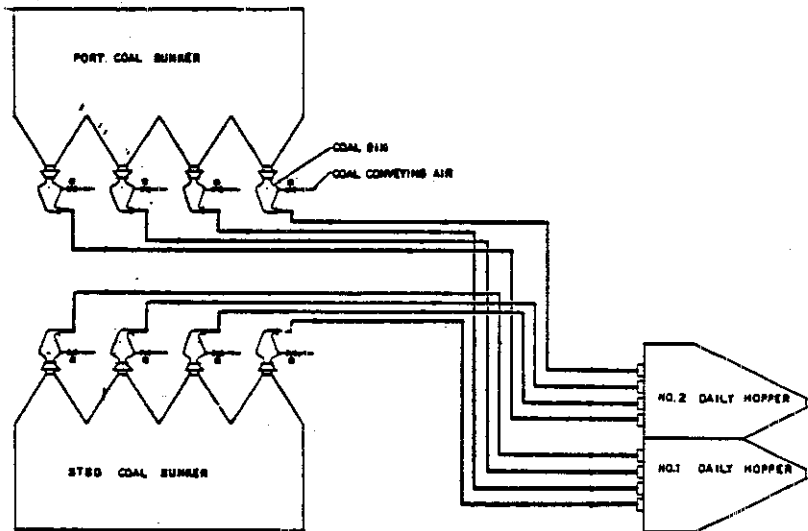 PORT. COAL BUNKER
COAL BIN
COAL CONVEYING AIR
NO.2 DAILY HOPPER
NO.1 DAILY HOPPER
STBD COAL BUNKER